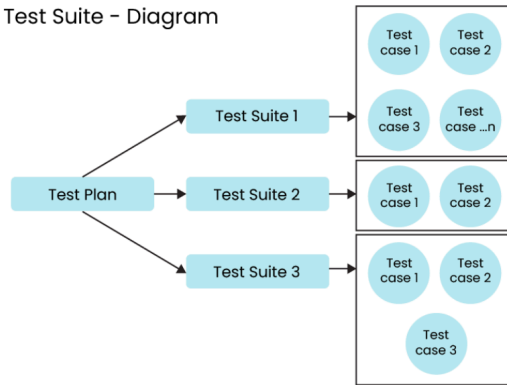 Test Suite - Diagram
Test
case 1
Test
case 2
Test Suite 1
Test
case 3
Test
case ...n
Test Plan
Test Suite 2
Test
case 1
Test
case 2
Test Suite 3
Test
case 1
Test
case 2
Test
case 3